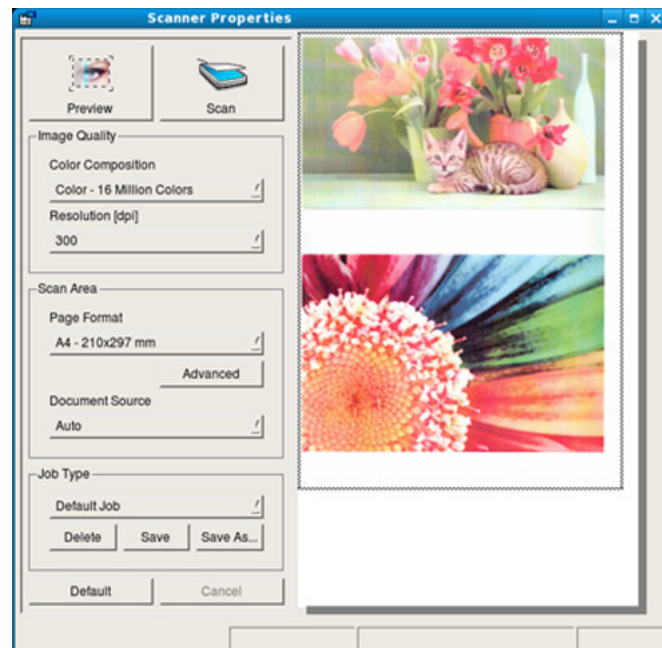 Scanner Properties
Preview
Scan
Image Quality
Color Composition
Color - 16 Million Colors
Resolution [dpi]
300
Scan Area
Page Format
A4 - 210x297 mm
Advanced
Document Source
Auto
Job Type
Default Job
Delete
Save
Save As...
Default
Cancel